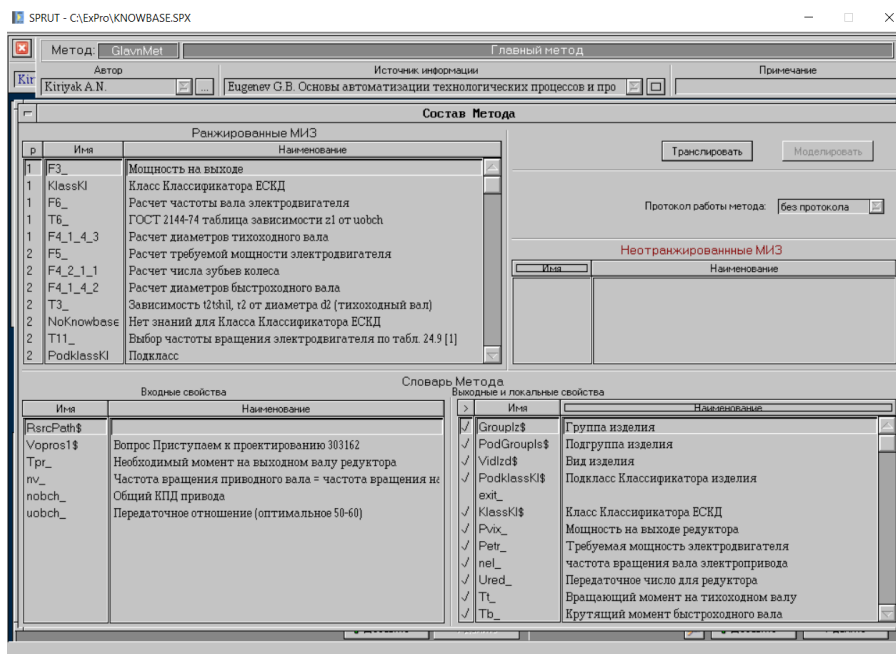 SPRUT - C:\ExPro\KNOWBASE.SPX
Метод: GlavnMet Главный метод
Автор Источник информации Примечание
Kir Kiriyak A.N. ... Eugenev G.B. Основы автоматизации технологических процессов и про
Состав Метода
Ранжированные МИЗ
р Имя Наименование
1 F3_ Мощность на выходе
1 KlassKl Класс Классификатора ЕСКД
1 F6_ Расчет частоты вала электродвигателя
1 T6_ ГОСТ 2144-74 таблица зависимости z1 от uobch
1 F4_1_4_3 Расчет диаметров тихоходного вала
2 F5_ Расчет требуемой мощности электродвигателя
2 F4_2_1_1 Расчет числа зубьев колеса
2 F4_1_4_2 Расчет диаметров быстроходного вала
2 T3_ Зависимость t2tshil, r2 от диаметра d2 (тихоходный вал)
2 NoKnowbase Нет знаний для Класса Классификатора ЕСКД
2 T11_ Выбор частоты вращения электродвигателя по табл. 24.9 [1]
2 PodklassKl Подкласс
Транслировать Моделировать
Протокол работы метода: без протокола
Неотранжированнные МИЗ
Имя Наименование
Словарь Метода
Входные свойства
Имя Наименование
RsrcPath$
Vopros1$ Вопрос Приступаем к проектированию 303162
Tpr_ Необходимый момент на выходном валу редуктора
nv_ Частота вращения приводного вала = частота вращения на
nobch_ Общий КПД привода
uobch_ Передаточное отношение (оптимальное 50-60)
Выходные и локальные свойства
> Имя Наименование
✓ GroupIz$ Группа изделия
✓ PodGroupIs$ Подгруппа изделия
✓ VidIzd$ Вид изделия
✓ PodklassKl$ Подкласс Классификатора изделия
exit_
✓ KlassKl$ Класс Классификатора ЕСКД
✓ Pvix_ Мощность на выходе редуктора
✓ Petr_ Требуемая мощность электродвигателя
✓ nel_ частота вращения вала электропривода
✓ Ured_ Передаточное число для редуктора
✓ Tt_ Вращающий момент на тихоходном валу
✓ Tb_ Крутящий момент быстроходного вала